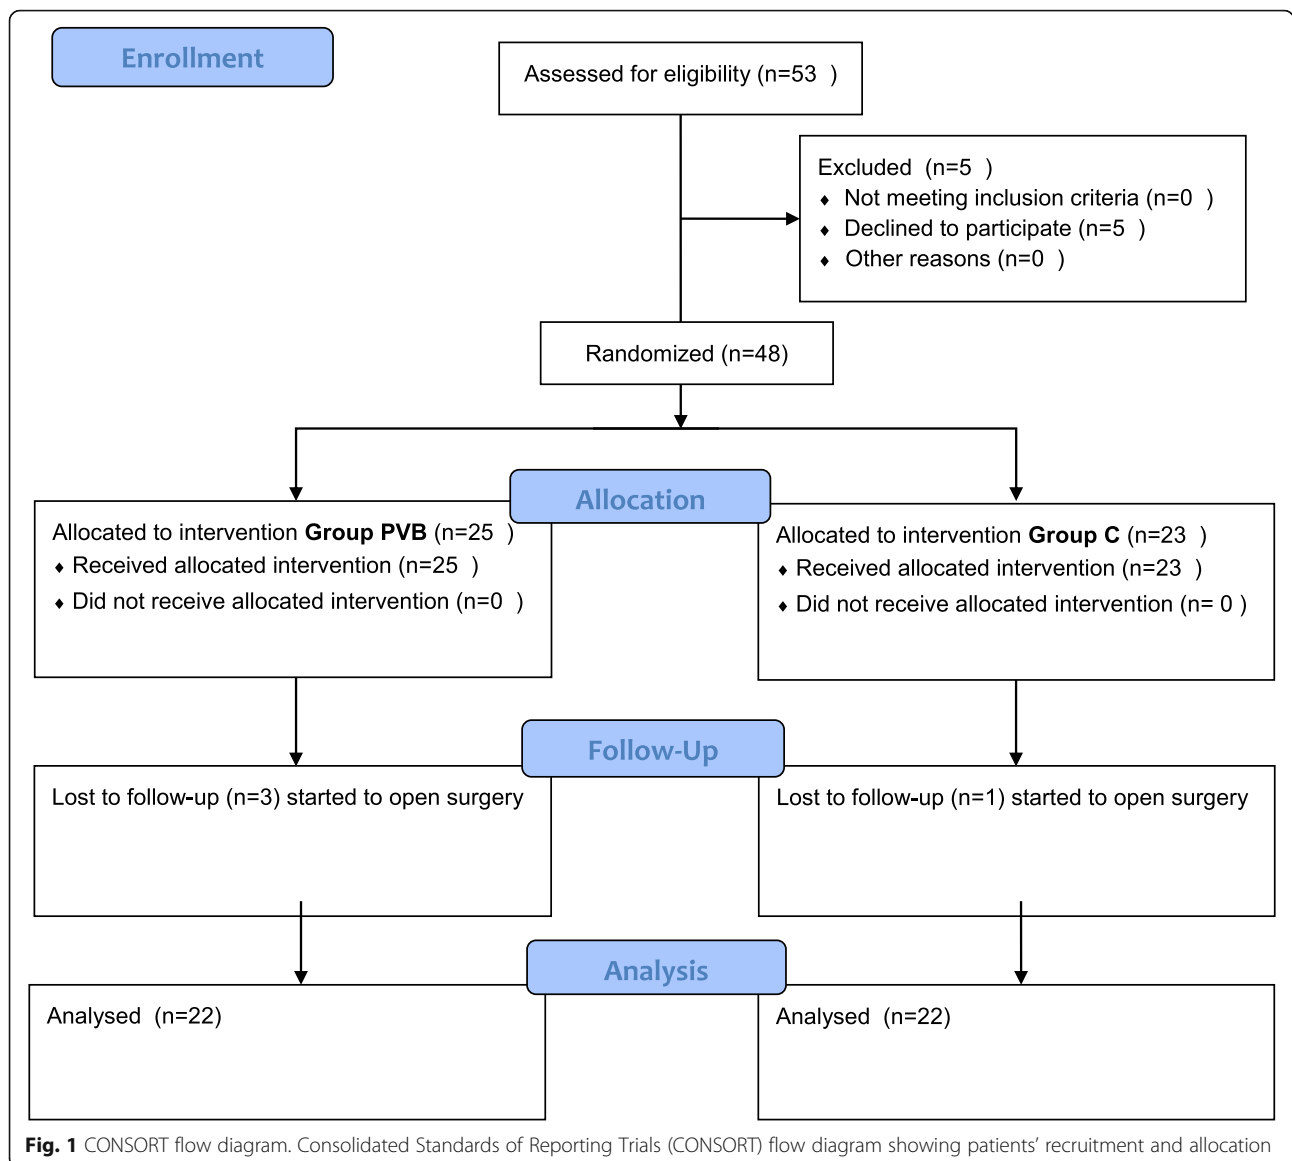 Enrollment
Assessed for eligibility (n=53  )
Excluded  (n=5  )
♦ Not meeting inclusion criteria (n=0  )
♦ Declined to participate (n=5  )
♦ Other reasons (n=0  )
Randomized (n=48)
Allocation
Allocated to intervention Group PVB (n=25  )
♦ Received allocated intervention (n=25  )
♦ Did not receive allocated intervention (n=0  )
Allocated to intervention Group C (n=23  )
♦ Received allocated intervention (n=23  )
♦ Did not receive allocated intervention (n= 0 )
Follow-Up
Lost to follow-up (n=3) started to open surgery
Lost to follow-up (n=1) started to open surgery
Analysis
Analysed  (n=22)
Analysed  (n=22)
Fig. 1 CONSORT flow diagram. Consolidated Standards of Reporting Trials (CONSORT) flow diagram showing patients’ recruitment and allocation